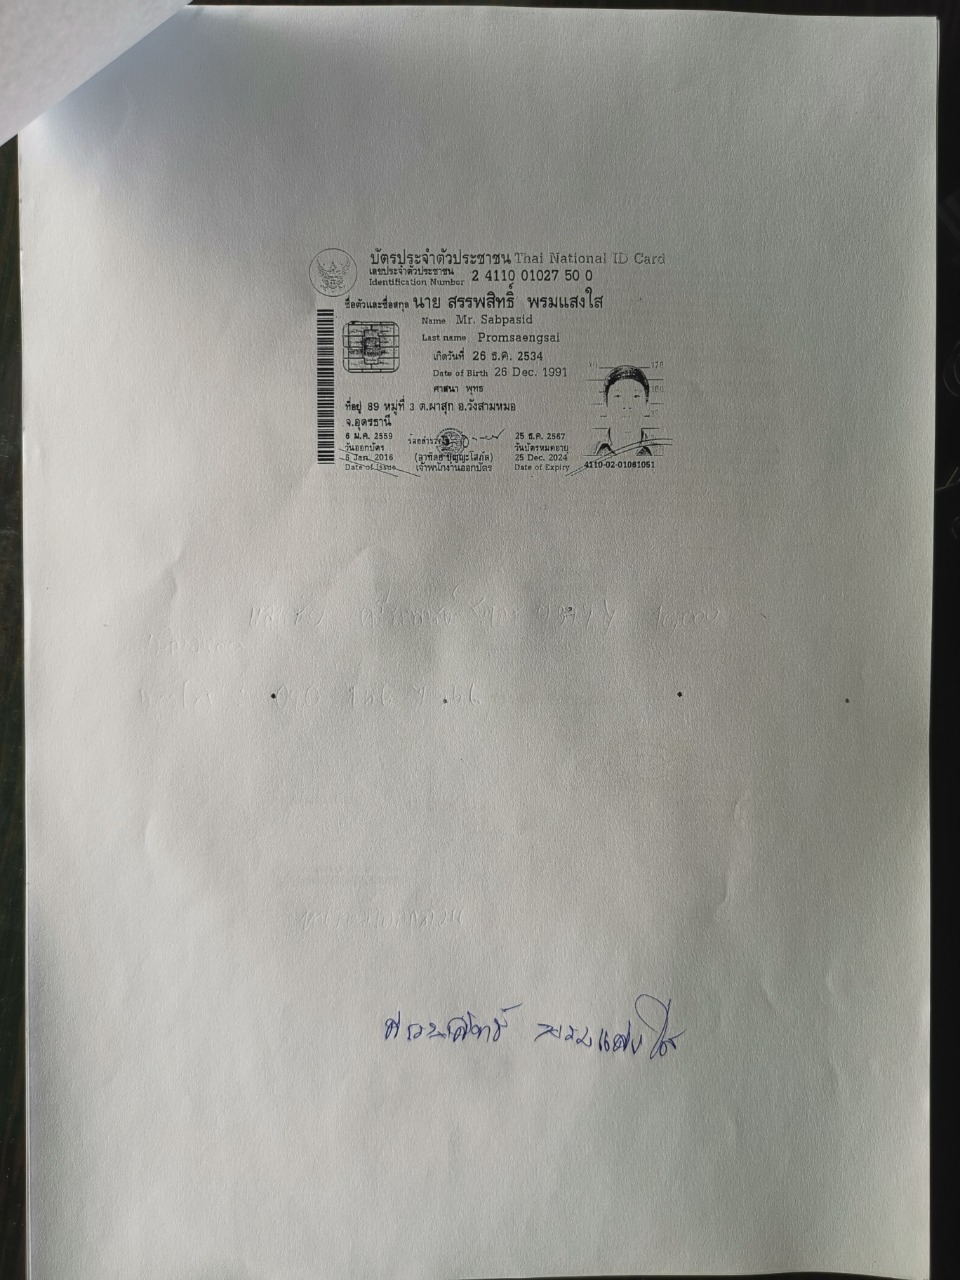 บัตรประจำตัวประชาชน Thai National ID Card
เลขประจำตัวประชาชน
Identification Number 2 4110 01027 50 0
ชื่อตัวและชื่อสกุล นาย สรรพสิทธิ์ พรมแสงใส
Name Mr. Sabpasid
Last name Promsaengsai
เกิดวันที่ 26 ธ.ค. 2534
Date of Birth 26 Dec. 1991
ศาสนา พุทธ
ที่อยู่ 89 หมู่ที่ 3 ต.ผาสุก อ.วังสามหมอ
จ.อุดรธานี
6 ม.ค. 2559
วันออกบัตร
6 Jan. 2016
Date of Issue
เจ้าพนักงานออกบัตร
25 ธ.ค. 2567
วันบัตรหมดอายุ
25 Dec. 2024
Date of Expiry
4110-02-01061051
สรรพสิทธิ์ พรมแสงใส